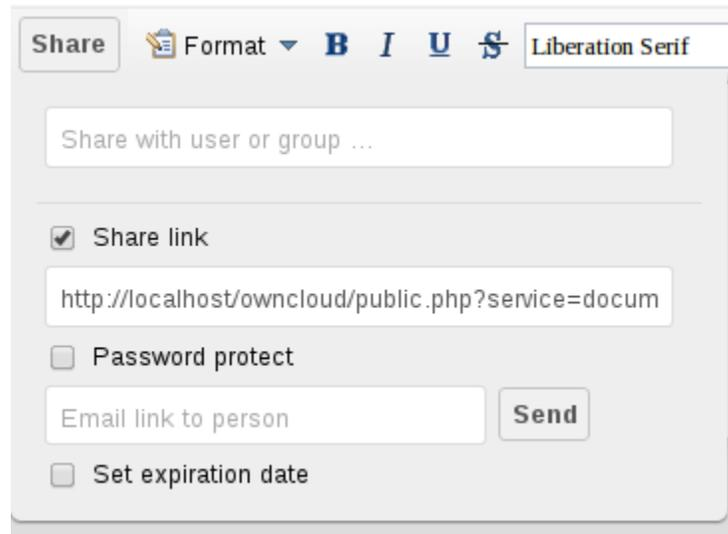 Share Format B I U S Liberation Serif
Share with user or group ...
Share link
http://localhost/owncloud/public.php?service=docum
Password protect
Email link to person Send
Set expiration date